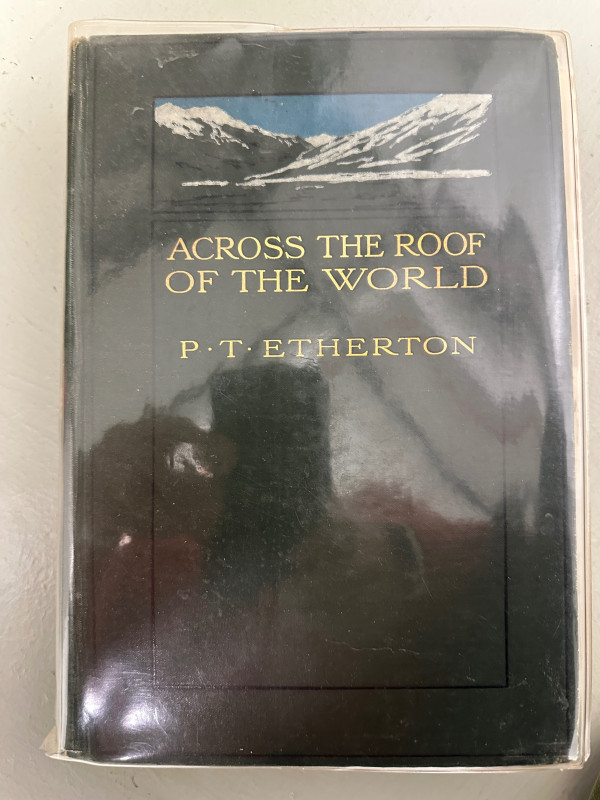 ACROSS THE ROOF
OF THE WORLD
P·T·ETHERTON